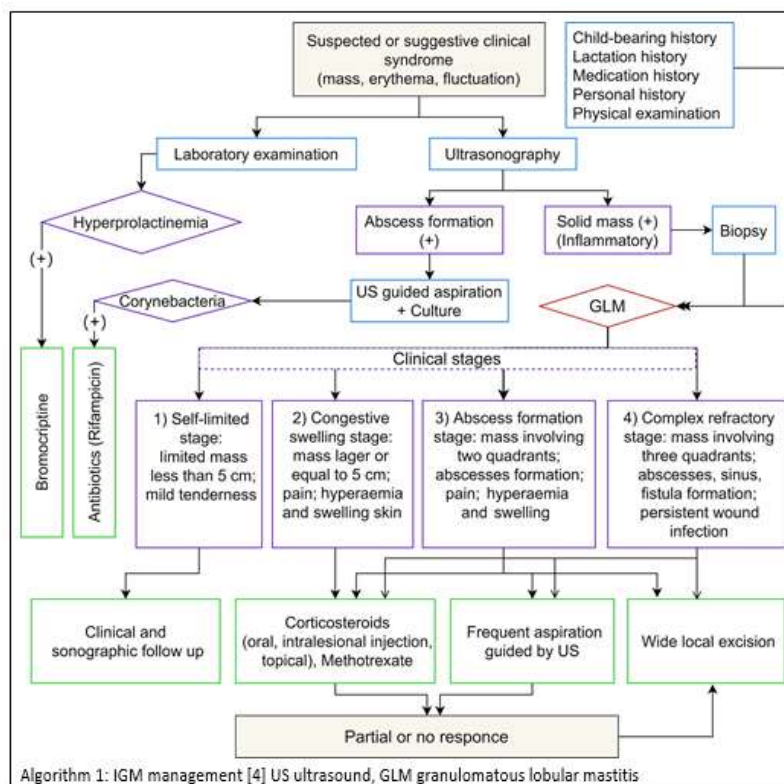 Suspected or suggestive clinical
syndrome
(mass, erythema, fluctuation)
Child-bearing history
Lactation history
Medication history
Personal history
Physical examination
Laboratory examination
Ultrasonography
Hyperprolactinemia
Abscess formation
(+)
Solid mass (+)
(Inflammatory)
Biopsy
(+)
Corynebacteria
US guided aspiration
+ Culture
GLM
(+)
Clinical stages
Bromocriptine
Antibiotics (Rifampicin)
1) Self-limited
stage:
limited mass
less than 5 cm;
mild tenderness
2) Congestive
swelling stage:
mass lager or
equal to 5 cm;
pain; hyperaemia
and swelling skin
3) Abscess formation
stage: mass involving
two quadrants;
abscesses formation;
pain; hyperaemia
and swelling
4) Complex refractory
stage: mass involving
three quadrants;
abscesses, sinus,
fistula formation;
persistent wound
infection
Clinical and
sonographic follow up
Corticosteroids
(oral, intralesional injection,
topical), Methotrexate
Frequent aspiration
guided by US
Wide local excision
Partial or no responce
Algorithm 1: IGM management [4] US ultrasound, GLM granulomatous lobular mastitis